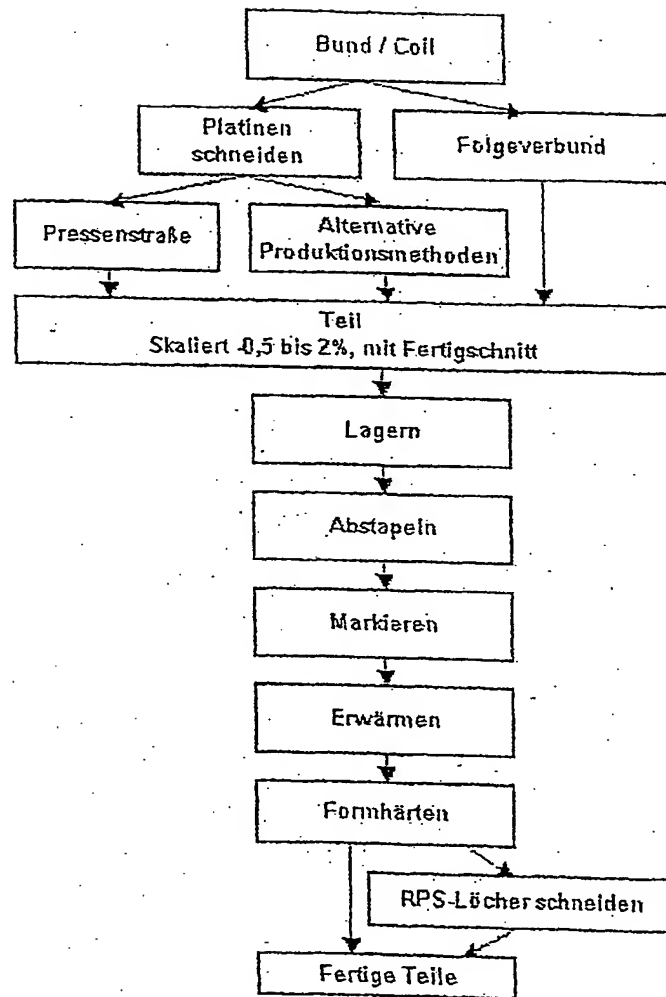 Bund / Coil
Platinen
schneiden
Folgeverbund
Pressenstraße
Alternative
Produktionsmethoden
Teil
Skaliert -0,5 bis 2%, mit Fertigschnitt
Lagern
Abstapeln
Markieren
Erwärmen
Formhärten
RPS-Löcher schneiden
Fertige Teile